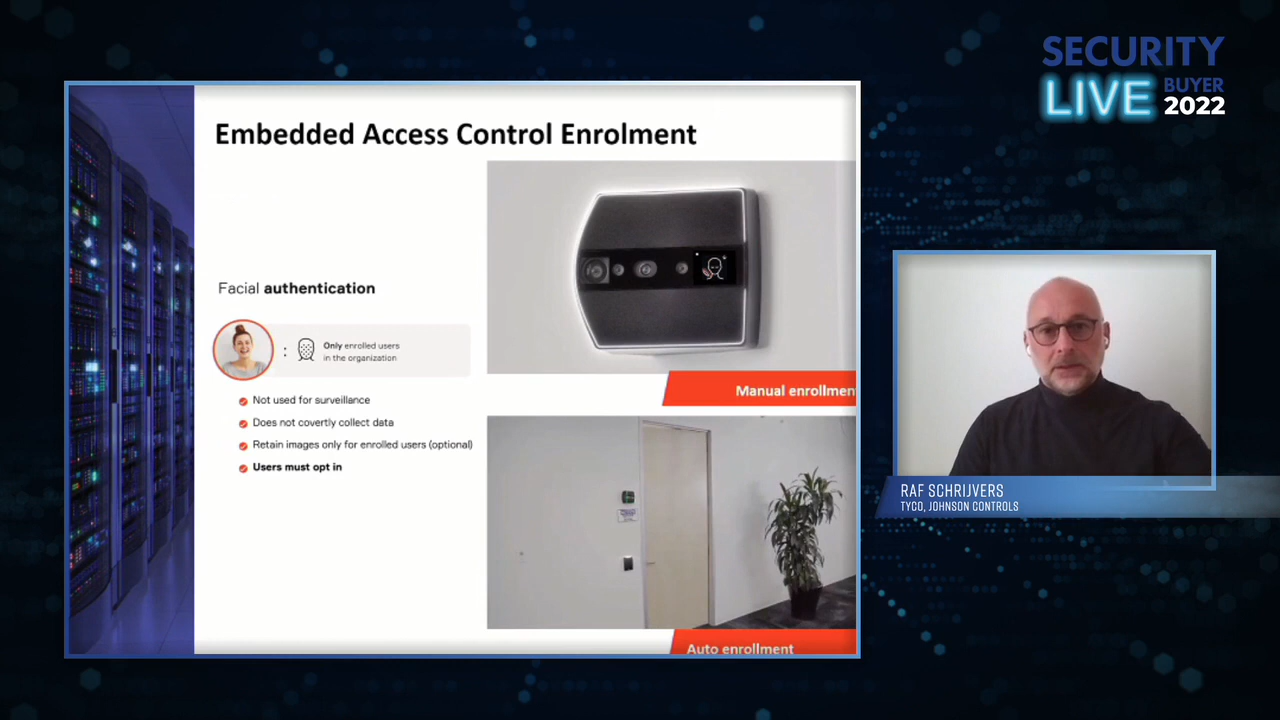 SECURITY
LIVE BUYER
2022
Embedded Access Control Enrolment
Facial authentication
:
Only enrolled users
in the organization
Not used for surveillance
Does not covertly collect data
Retain images only for enrolled users (optional)
Users must opt in
Manual enrollment
Auto enrollment
RAF SCHRIJVERS
TYCO, JOHNSON CONTROLS